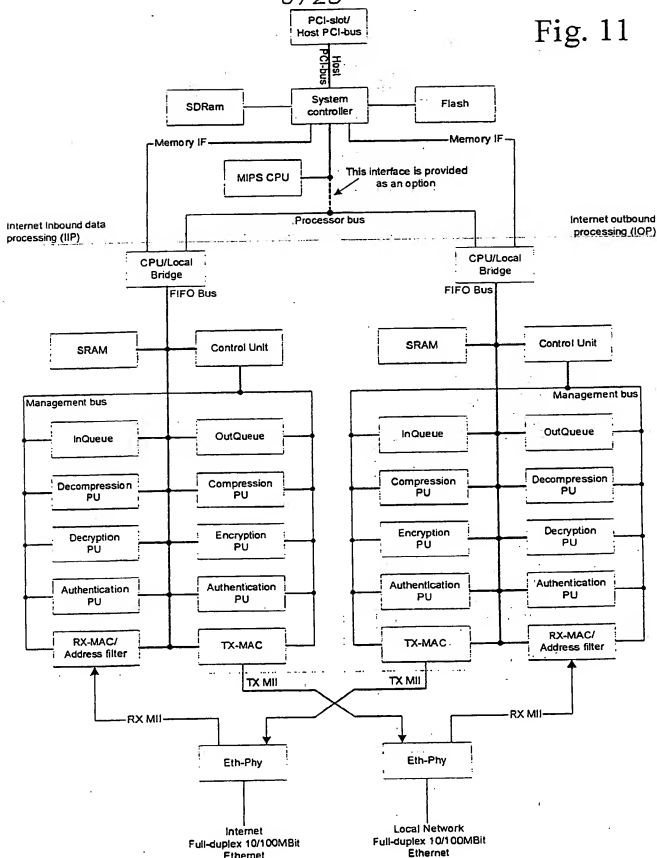 Fig. 11
PCI-slot/
Host PCI-bus
Host
PCI-bus
SDRam
System
controller
Flash
Memory IF
Memory IF
MIPS CPU
This interface is provided
as an option
Processor bus
Internet Inbound data
processing (IIP)
Internet outbound
processing (IOP)
CPU/Local
Bridge
CPU/Local
Bridge
FIFO Bus
FIFO Bus
SRAM
Control Unit
SRAM
Control Unit
Management bus
Management bus
InQueue
OutQueue
InQueue
OutQueue
Decompression
PU
Compression
PU
Compression
PU
Decompression
PU
Decryption
PU
Encryption
PU
Encryption
PU
Decryption
PU
Authentication
PU
Authentication
PU
Authentication
PU
Authentication
PU
RX-MAC/
Address filter
TX-MAC
TX-MAC
RX-MAC/
Address filter
TX MII
TX MII
RX MII
RX MII
Eth-Phy
Eth-Phy
Internet
Full-duplex 10/100MBit
Ethernet
Local Network
Full-duplex 10/100MBit
Ethernet